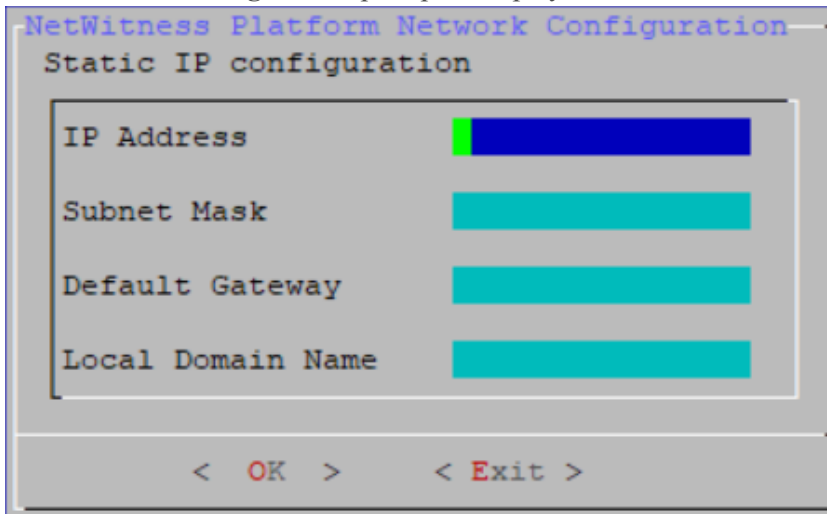 NetWitness Platform Network Configuration
Static IP configuration
IP Address
Subnet Mask
Default Gateway
Local Domain Name
< OK > < Exit >